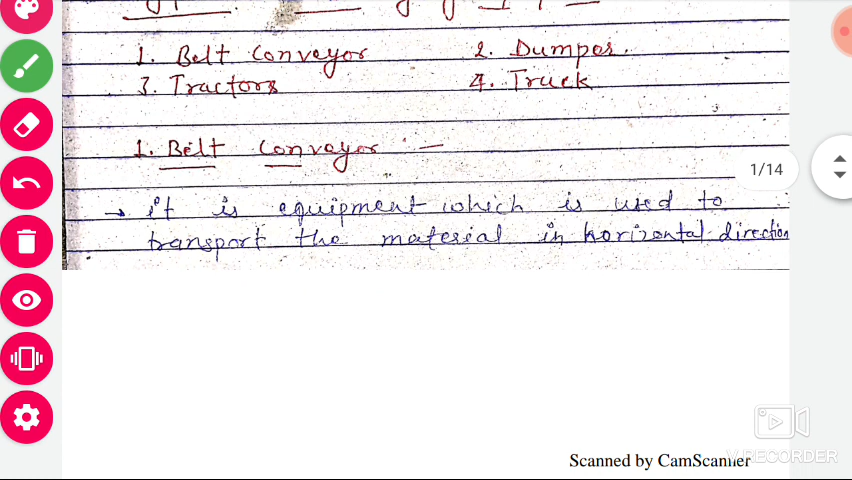 1. Belt Conveyor 2. Dumper.
3. Tractors 4. Truck
1. Belt Conveyor :-
1/14
→ it is equipment which is used to
transport the material in horizontal direction
V RECORDER
Scanned by CamScanner